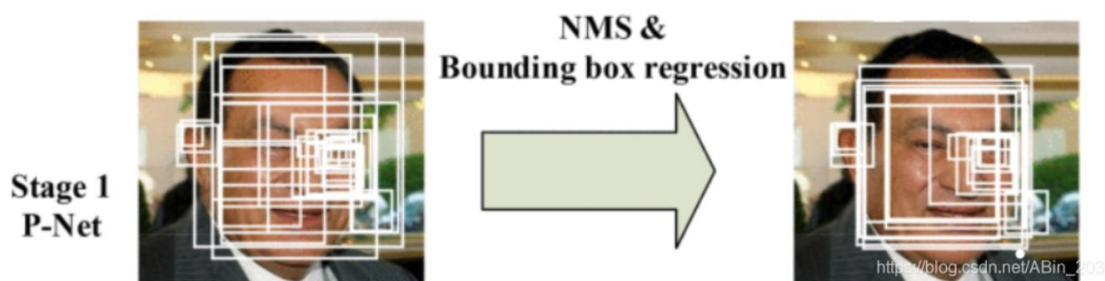 NMS &
Bounding box regression
Stage 1
P-Net
https://blog.csdn.net/ABin_203